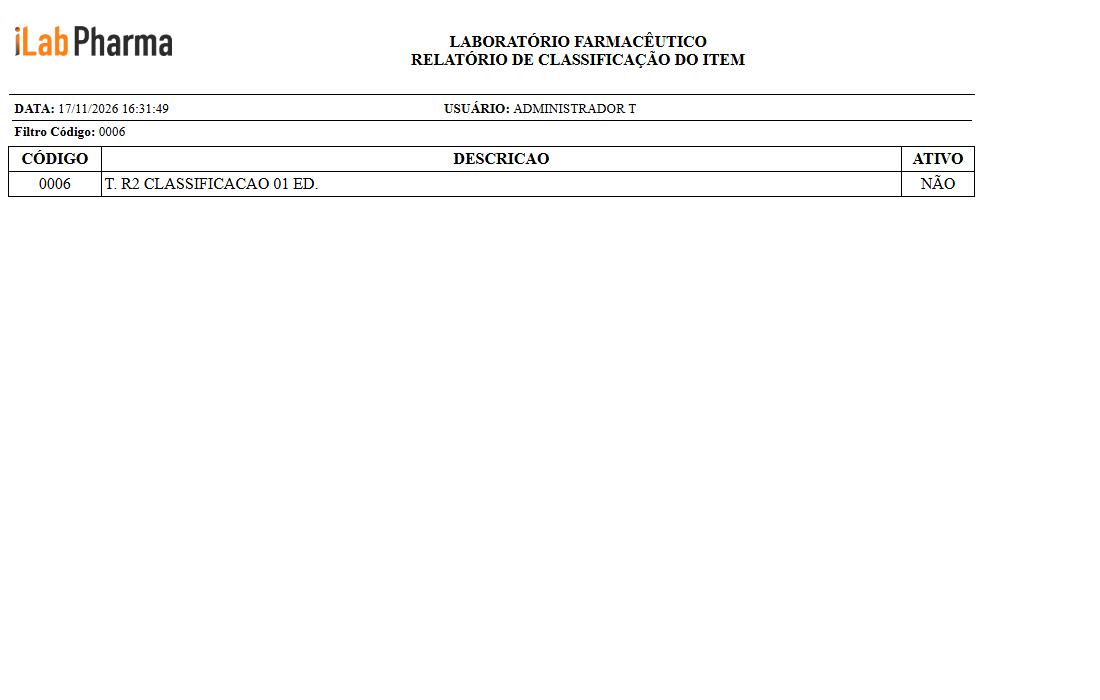 iLab Pharma
LABORATÓRIO FARMACÊUTICO
RELATÓRIO DE CLASSIFICAÇÃO DO ITEM
DATA: 17/11/2026 16:31:49 USUÁRIO: ADMINISTRADOR T
Filtro Código: 0006
CÓDIGO DESCRICAO ATIVO
0006 T. R2 CLASSIFICACAO 01 ED. NÃO